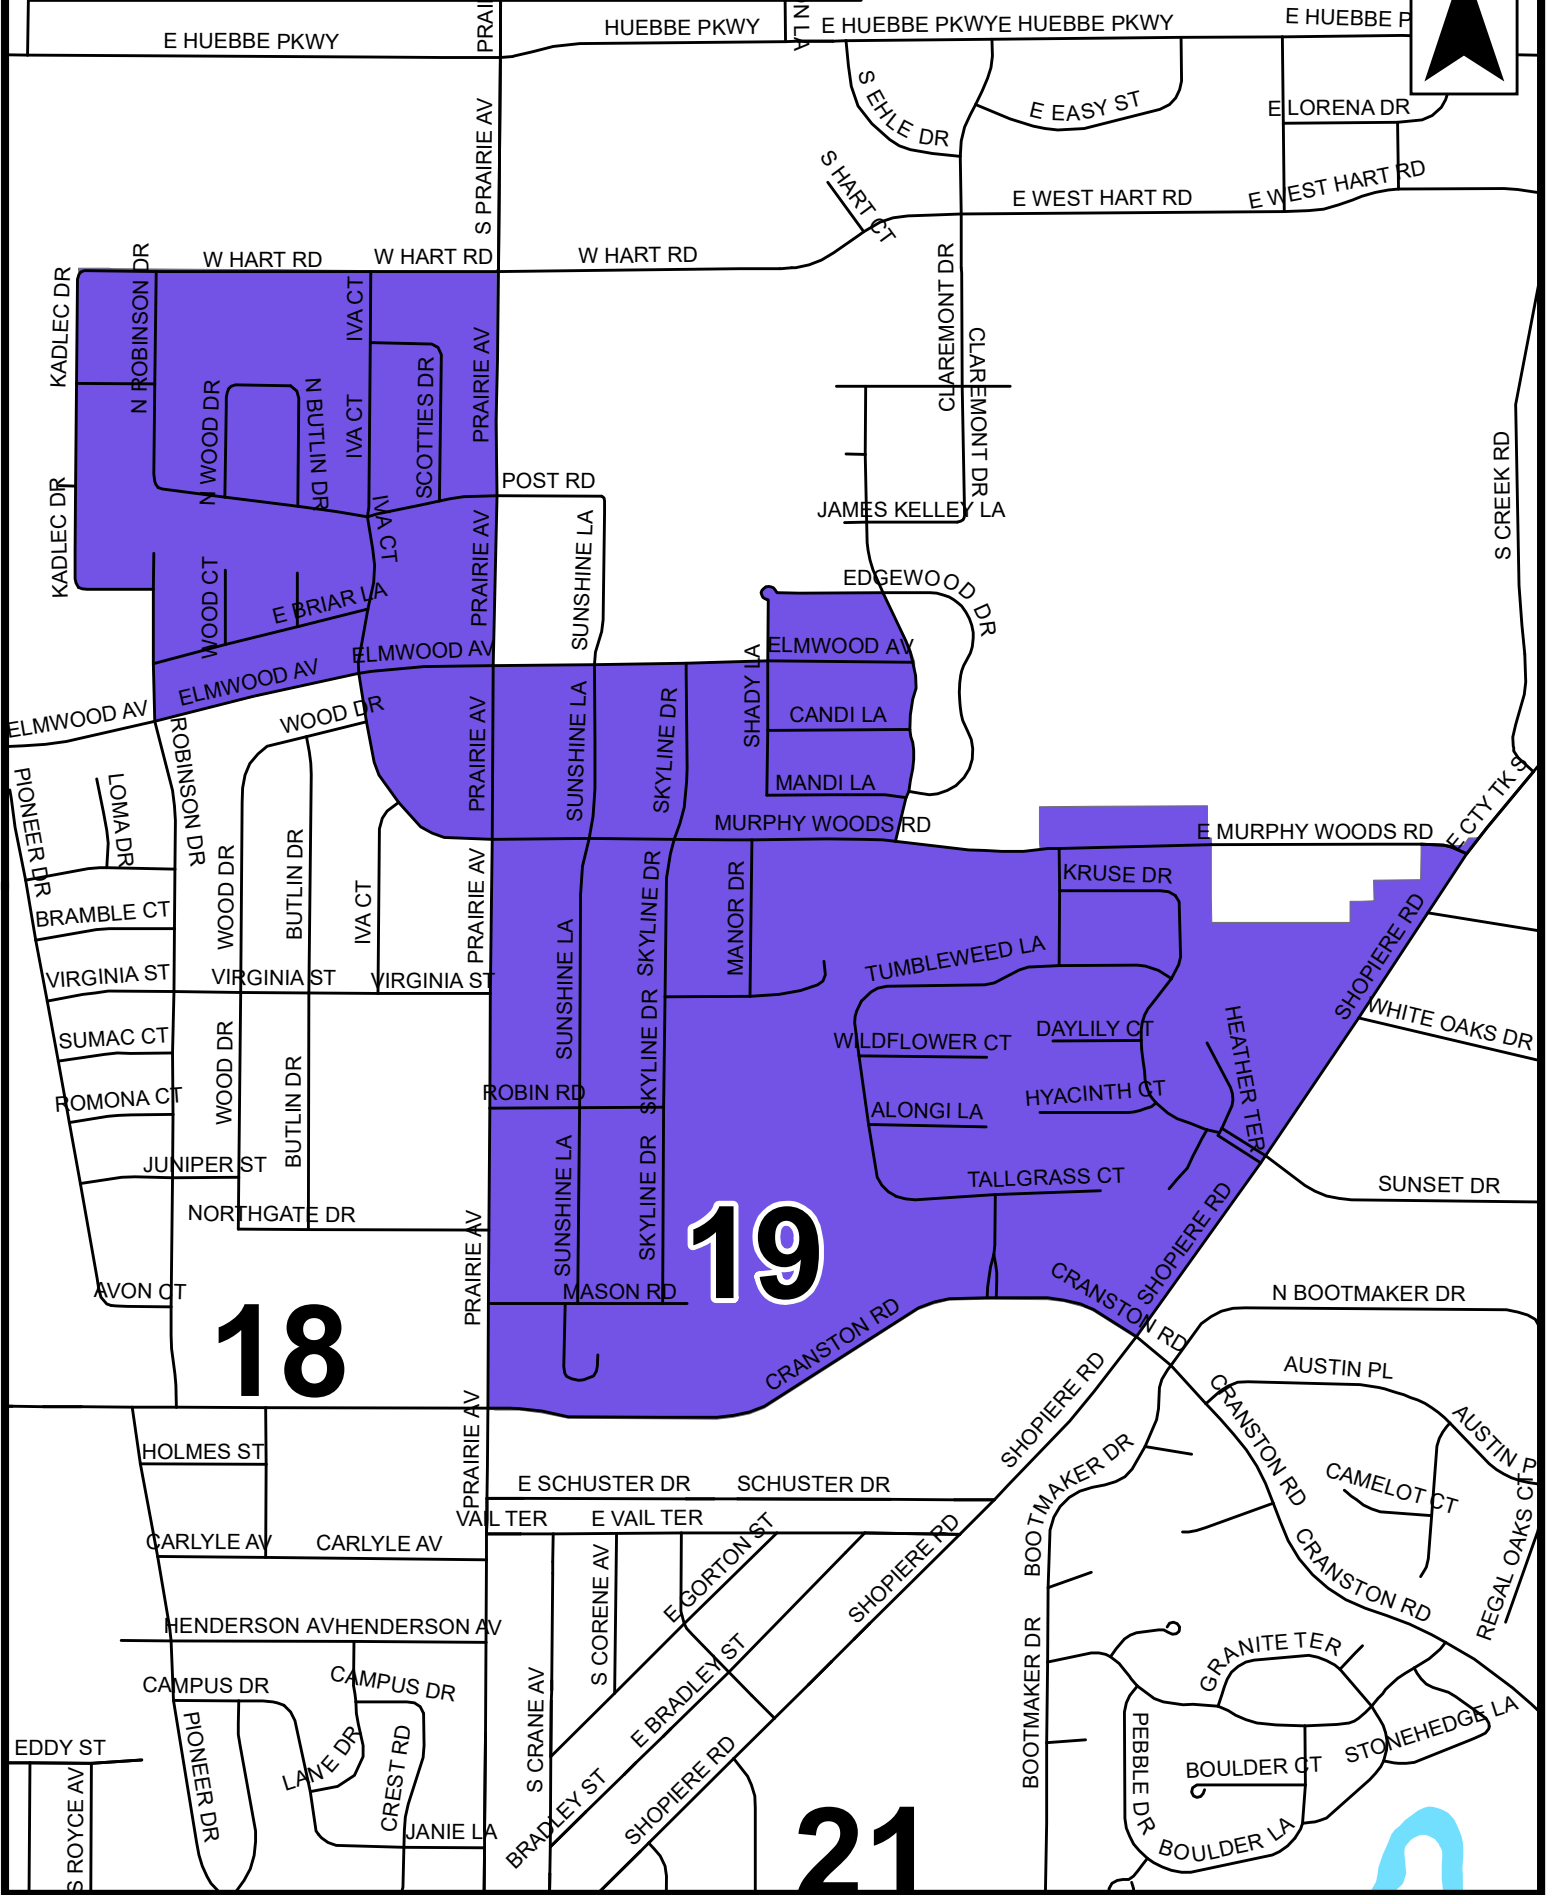 PRAI
N LA
E HUEBBE PKWY
HUEBBE PKWY
E HUEBBE PKWY
E HUEBBE PKWY
E HUEBBE P
S PRAIRIE AV
S EHLE DR
E EASY ST
E LORENA DR
S HART CT
E WEST HART RD
E WEST HART RD
W HART RD
W HART RD
W HART RD
KADLEC DR
N ROBINSON DR
IVA CT
PRAIRIE AV
CLAREMONT DR
CLAREMONT DR
N WOOD DR
N BUTLIN DR
IVA CT
SCOTTIES DR
S CREEK RD
KADLEC DR
POST RD
IVA CT
PRAIRIE AV
SUNSHINE LA
JAMES KELLEY LA
EDGEWOOD DR
WOOD CT
E BRIAR LA
ELMWOOD AV
ELMWOOD AV
ELMWOOD AV
ELMWOOD AV
SHADY LA
WOOD DR
ROBINSON DR
PRAIRIE AV
SUNSHINE LA
SKYLINE DR
CANDI LA
MANDI LA
PIONEER DR
LOMA DR
MURPHY WOODS RD
E MURPHY WOODS RD
E CTY TK S
WOOD DR
BUTLIN DR
IVA CT
PRAIRIE AV
SKYLINE DR
MANOR DR
KRUSE DR
BRAMBLE CT
SUNSHINE LA
TUMBLEWEED LA
SHOPIERE RD
VIRGINIA ST
VIRGINIA ST
VIRGINIA ST
SUMAC CT
WOOD DR
BUTLIN DR
SKYLINE DR
WILDFLOWER CT
DAYLILY CT
HEATHER TER
WHITE OAKS DR
ROMONA CT
ROBIN RD
ALONGI LA
HYACINTH CT
JUNIPER ST
SUNSHINE LA
SKYLINE DR
TALLGRASS CT
SUNSET DR
NORTHGATE DR
PRAIRIE AV
19
SHOPIERE RD
AVON CT
MASON RD
CRANSTON RD
CRANSTON RD
N BOOTMAKER DR
18
PRAIRIE AV
SHOPIERE RD
AUSTIN PL
CRANSTON RD
AUSTIN P
HOLMES ST
BOOTMAKER DR
CAMELOT CT
REGAL OAKS CT
E SCHUSTER DR
SCHUSTER DR
VAIL TER
E VAIL TER
CARLYLE AV
CARLYLE AV
S CORENE AV
E GORTON ST
SHOPIERE RD
CRANSTON RD
HENDERSON AV
HENDERSON AV
BOOTMAKER DR
GRANITE TER
CAMPUS DR
CAMPUS DR
S CRANE AV
E BRADLEY ST
PIONEER DR
LANE DR
CREST RD
PEBBLE DR
STONEHEDGE LA
EDDY ST
BOULDER CT
S ROYCE AV
JANIE LA
BRADLEY ST
SHOPIERE RD
BOULDER LA
21